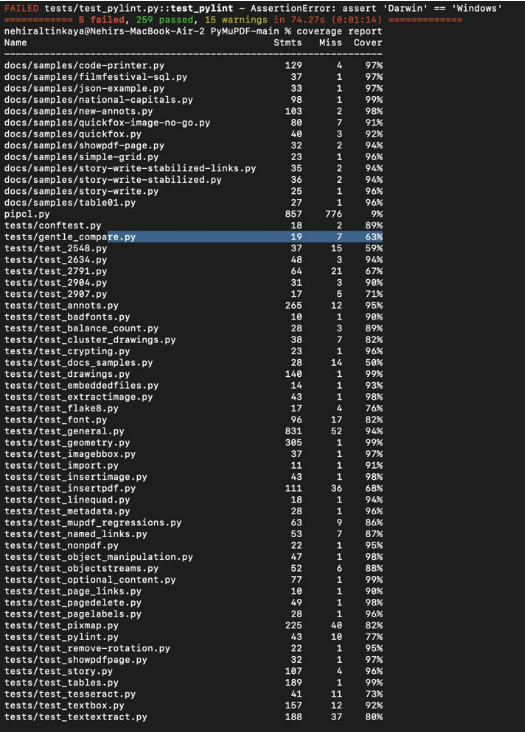 FAILED tests/test_pylint.py::test_pylint - AssertionError: assert 'Darwin' == 'Windows'
============ 5 failed, 259 passed, 15 warnings in 74.27s (0:01:14) =============
nehiraltinkaya@Nehirs-MacBook-Air-2 PyMuPDF-main % coverage report
Name Stmts Miss Cover
---------------------------------------------------------------------
docs/samples/code-printer.py 129 4 97%
docs/samples/filmfestival-sql.py 37 1 97%
docs/samples/json-example.py 33 1 97%
docs/samples/national-capitals.py 98 1 99%
docs/samples/new-annots.py 103 2 98%
docs/samples/quickfox-image-no-go.py 80 7 91%
docs/samples/quickfox.py 40 3 92%
docs/samples/showpdf-page.py 32 2 94%
docs/samples/simple-grid.py 23 1 96%
docs/samples/story-write-stabilized-links.py 35 2 94%
docs/samples/story-write-stabilized.py 36 2 94%
docs/samples/story-write.py 25 1 96%
docs/samples/table01.py 27 1 96%
pipcl.py 857 776 9%
tests/conftest.py 18 2 89%
tests/gentle_compare.py 19 7 63%
tests/test_2548.py 37 15 59%
tests/test_2634.py 48 3 94%
tests/test_2791.py 64 21 67%
tests/test_2904.py 31 3 90%
tests/test_2907.py 17 5 71%
tests/test_annots.py 265 12 95%
tests/test_badfonts.py 10 1 90%
tests/test_balance_count.py 28 3 89%
tests/test_cluster_drawings.py 38 7 82%
tests/test_crypting.py 23 1 96%
tests/test_docs_samples.py 28 14 50%
tests/test_drawings.py 140 1 99%
tests/test_embeddedfiles.py 14 1 93%
tests/test_extractimage.py 43 1 98%
tests/test_flake8.py 17 4 76%
tests/test_font.py 96 17 82%
tests/test_general.py 831 52 94%
tests/test_geometry.py 305 1 99%
tests/test_imagebbox.py 37 1 97%
tests/test_import.py 11 1 91%
tests/test_insertimage.py 43 1 98%
tests/test_insertpdf.py 111 36 68%
tests/test_linequad.py 18 1 94%
tests/test_metadata.py 28 1 96%
tests/test_mupdf_regressions.py 63 9 86%
tests/test_named_links.py 53 7 87%
tests/test_nonpdf.py 22 1 95%
tests/test_object_manipulation.py 47 1 98%
tests/test_objectstreams.py 52 6 88%
tests/test_optional_content.py 77 1 99%
tests/test_page_links.py 10 1 90%
tests/test_pagedelete.py 49 1 98%
tests/test_pagelabels.py 28 1 96%
tests/test_pixmap.py 225 40 82%
tests/test_pylint.py 43 10 77%
tests/test_remove-rotation.py 22 1 95%
tests/test_showpdfpage.py 32 1 97%
tests/test_story.py 107 4 96%
tests/test_tables.py 189 1 99%
tests/test_tesseract.py 41 11 73%
tests/test_textbox.py 157 12 92%
tests/test_textextract.py 188 37 80%